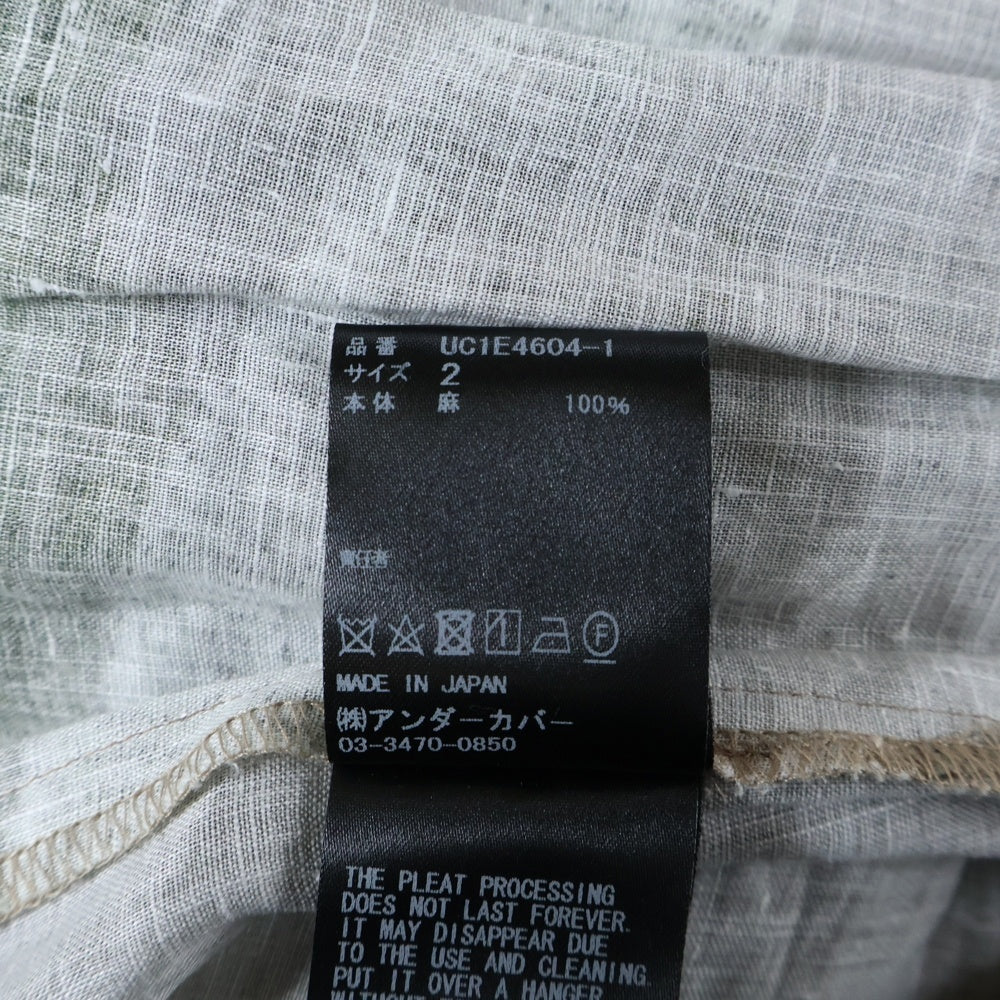 品番 UC1E4604-1
サイズ 2
本体 麻 100%
責任者
F
MADE IN JAPAN
㈱アンダーカバー
03-3470-0850
THE PLEAT PROCESSING
DOES NOT LAST FOREVER.
IT MAY DISAPPEAR DUE
TO THE USE AND CLEANING.
PUT IT OVER A HANGER